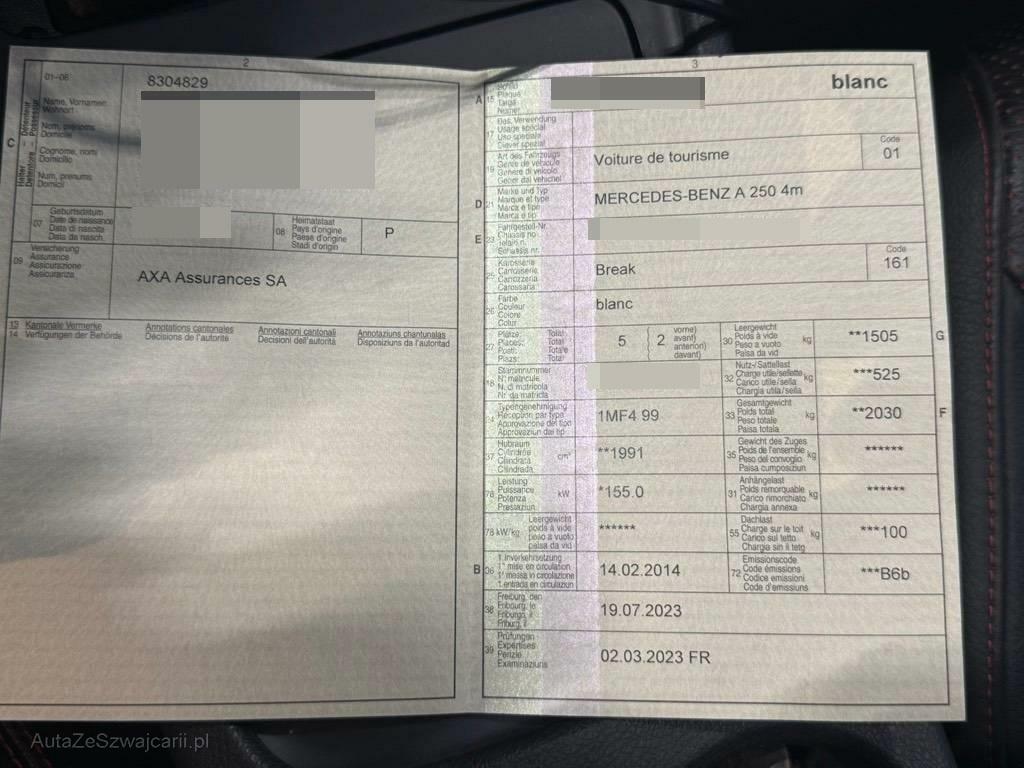 2
01-06
8304829
C
Détenteur
Possessur
Halter
Detentore
Name, Vornamen
Wohnort
Nom, prénoms
Domicile
Cognome, nomi
Domicilio
Num, prenums
Domicil
07
Geburtsdatum
Date de naissance
Data di nascita
Data da nasch.
08
Heimatstaat
Pays d'origine
Paese d'origine
Stadi d'origin
P
09
Versicherung
Assurance
Assicurazione
Assicuranza
AXA Assurances SA
13 Kantonale Vermerke
14 Verfügungen der Behörde
Annotations cantonales
Décisions de l'autorité
Annotazioni cantonali
Decisioni dell'autorità
Annotaziuns chantunalas
Disposiziuns da l'autoritad
3
A
15
Schild
Plaque
Targa
Numer
blanc
17
Bes. Verwendung
Usage spécial
Uso speciale
Diever spezial
19
Art des Fahrzeugs
Genre de véhicule
Genere di veicolo
Gener dal vehichel
Voiture de tourisme
Code
01
D
21
Marke und Typ
Marque et type
Marca e tipo
Marca e tip
MERCEDES-BENZ A 250 4m
E
23
Fahrgestell-Nr.
Châssis no
Telaio n.
Schassis nr.
25
Karosserie
Carrosserie
Carrozzeria
Carrossaria
Break
Code
161
26
Farbe
Couleur
Colore
Colur
blanc
27
Plätze: Total
Places: Total
Posti: Totale
Plazs: Total
5 ( 2
vorne)
avant)
anteriori)
davant)
30
Leergewicht
Poids à vide
Peso a vuoto
Paisa da vid
kg
**1505
G
18
Stammnummer
N° matricule
N. di matricola
Nr. da matricla
32
Nutz-/Sattellast
Charge utile/sellette
Carico utile/sella
Chargia utila/sella
kg
***525
24
Typengenehmigung
Réception par type
Approvazione del tipo
Approvaziun dal tip
1MF4 99
33
Gesamtgewicht
Poids total
Peso totale
Paisa totala
kg
**2030
F
37
Hubraum
Cylindrée
Cilindrata
Cilindrada
cm³
**1991
35
Gewicht des Zuges
Poids de l'ensemble
Peso del convoglio
Paisa cumposiziun
kg
******
76
Leistung
Puissance
Potenza
Prestaziun
kW
*155.0
31
Anhängelast
Poids remorquable
Carico rimorchiato
Chargia annexa
kg
******
78 kW/kg
Leergewicht
poids à vide
peso a vuoto
paisa da vid
******
55
Dachlast
Charge sur le toit
Carico sul tetto
Chargia sin il tetg
kg
***100
B
36
1. Inverkehrsetzung
1re mise en circulation
1a messa in circolazione
1. entrada en circulaziun
14.02.2014
72
Emissionscode
Code émissions
Codice emissioni
Code d'emissiuns
***B6b
38
Freiburg, den
Fribourg, le
Friburgo, il
Friburg, il
19.07.2023
39
Prüfungen
Expertises
Perizie
Examinaziuns
02.03.2023 FR
AutaZeSzwajcarii.pl